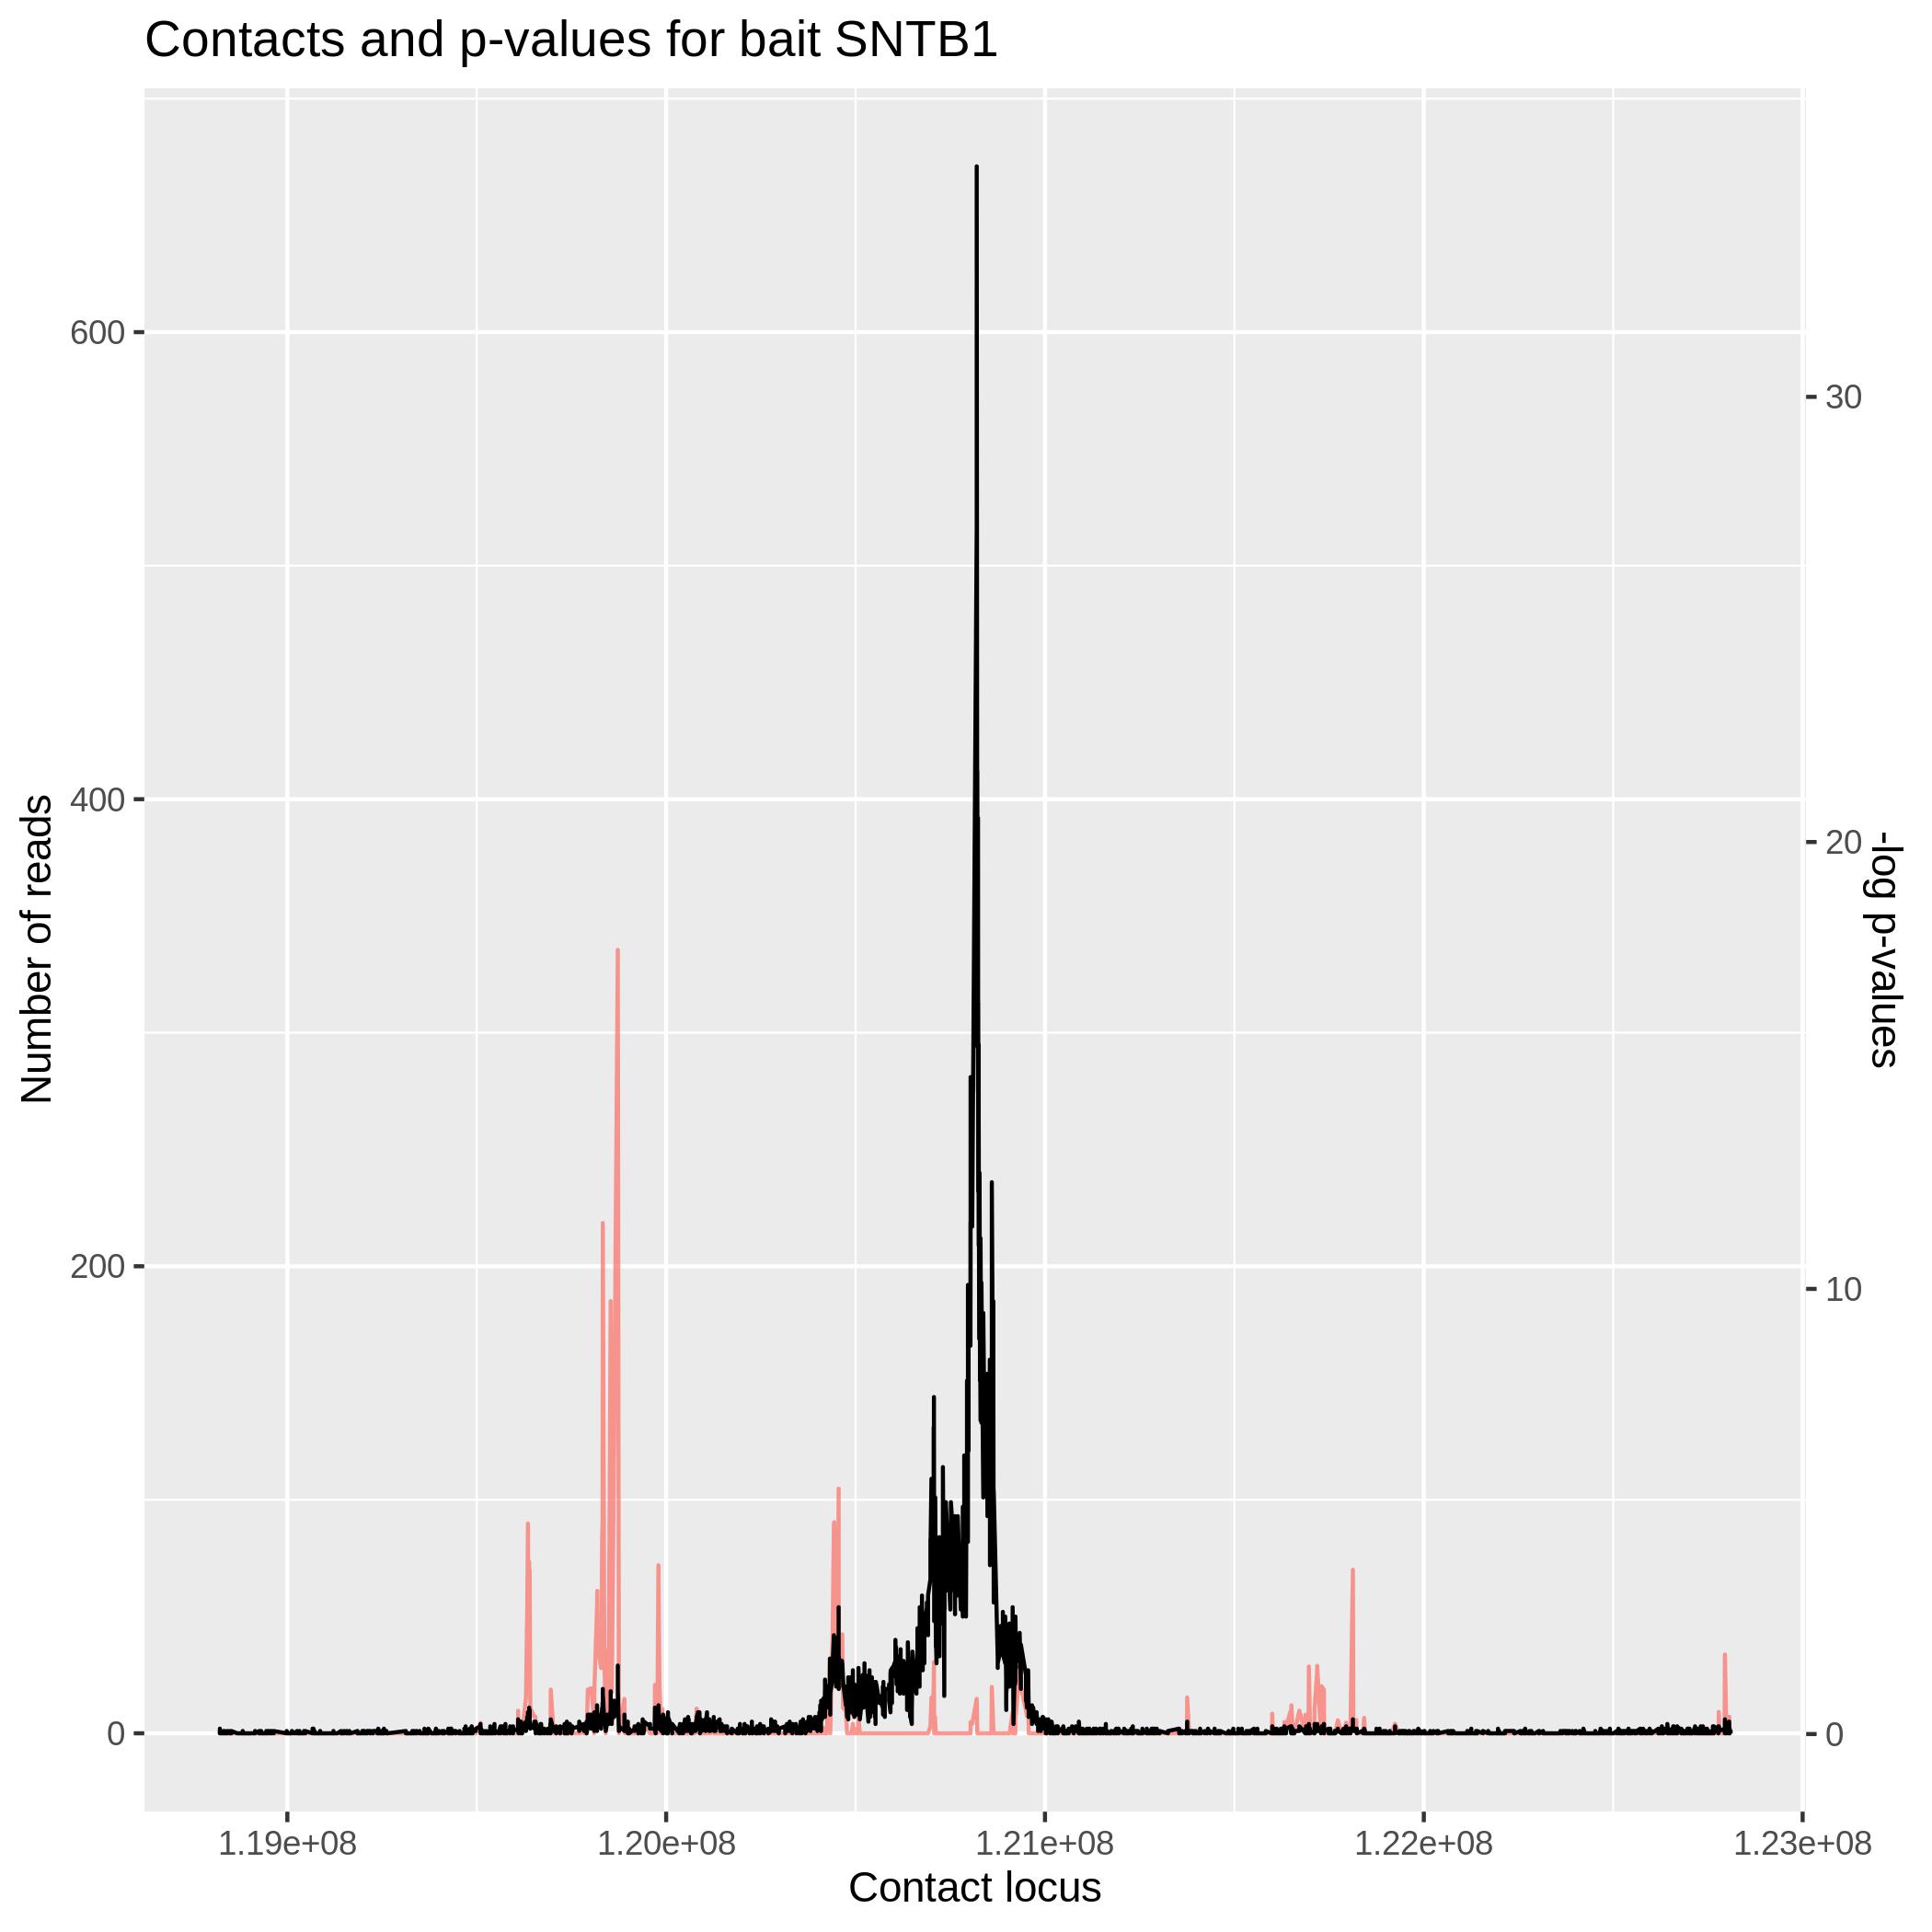 Contacts and p-values for bait SNTB1
600
400
200
0
30
20
10
0
Number of reads
-log p-values
1.19e+08
1.20e+08
1.21e+08
1.22e+08
1.23e+08
Contact locus